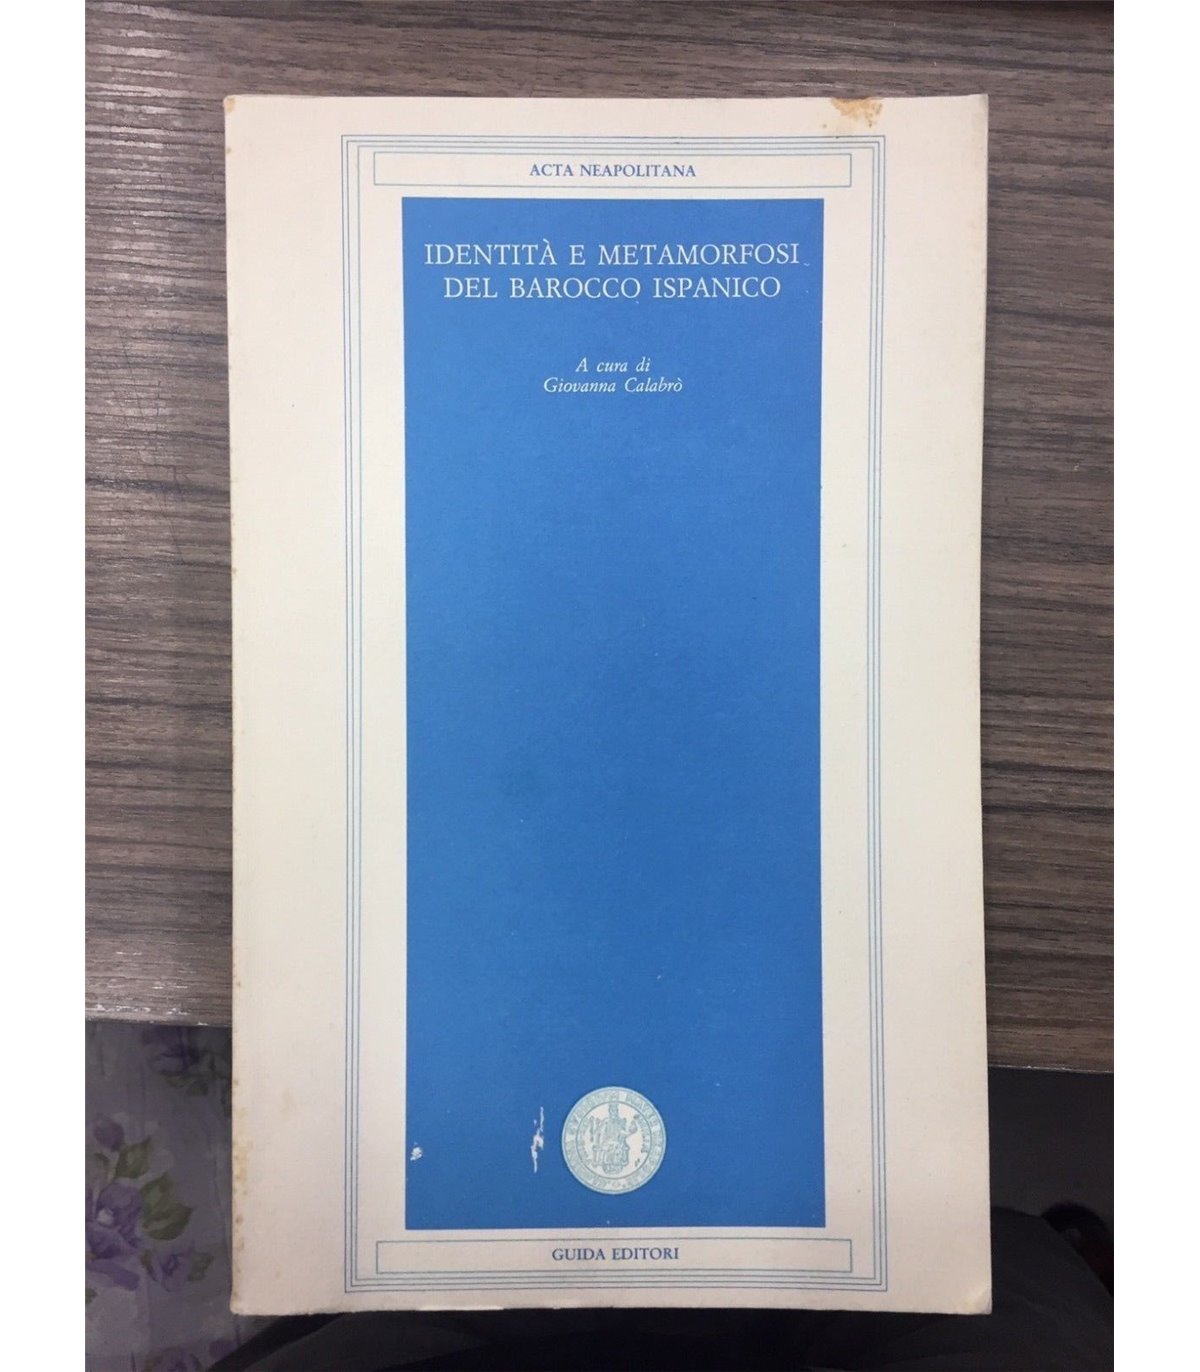 ACTA NEAPOLITANA
IDENTITÀ E METAMORFOSI
DEL BAROCCO ISPANICO
A cura di
Giovanna Calabrò
GUIDA EDITORI